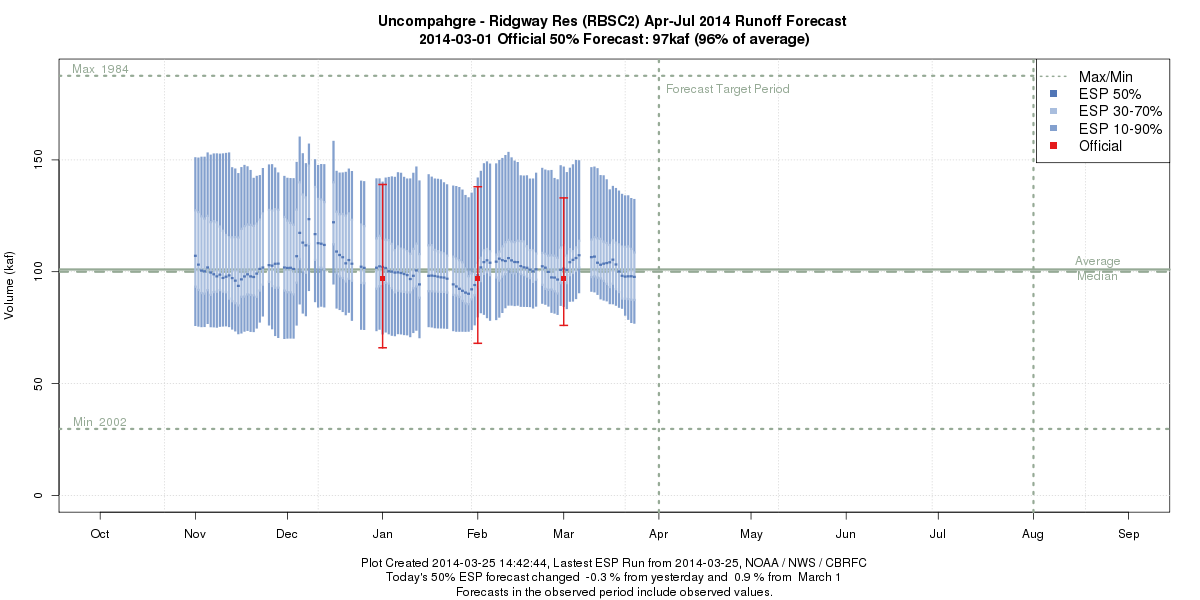 Uncompahgre - Ridgway Res (RBSC2) Apr-Jul 2014 Runoff Forecast
2014-03-01 Official 50% Forecast: 97kaf (96% of average)
Max 1984
Forecast Target Period
Max/Min
ESP 50%
ESP 30-70%
ESP 10-90%
Official
Average
Median
Min 2002
Volume (kaf)
150
100
50
0
Oct Nov Dec Jan Feb Mar Apr May Jun Jul Aug Sep
Plot Created 2014-03-25 14:42:44, Lastest ESP Run from 2014-03-25, NOAA / NWS / CBRFC
Today's 50% ESP forecast changed -0.3 % from yesterday and 0.9 % from March 1
Forecasts in the observed period include observed values.